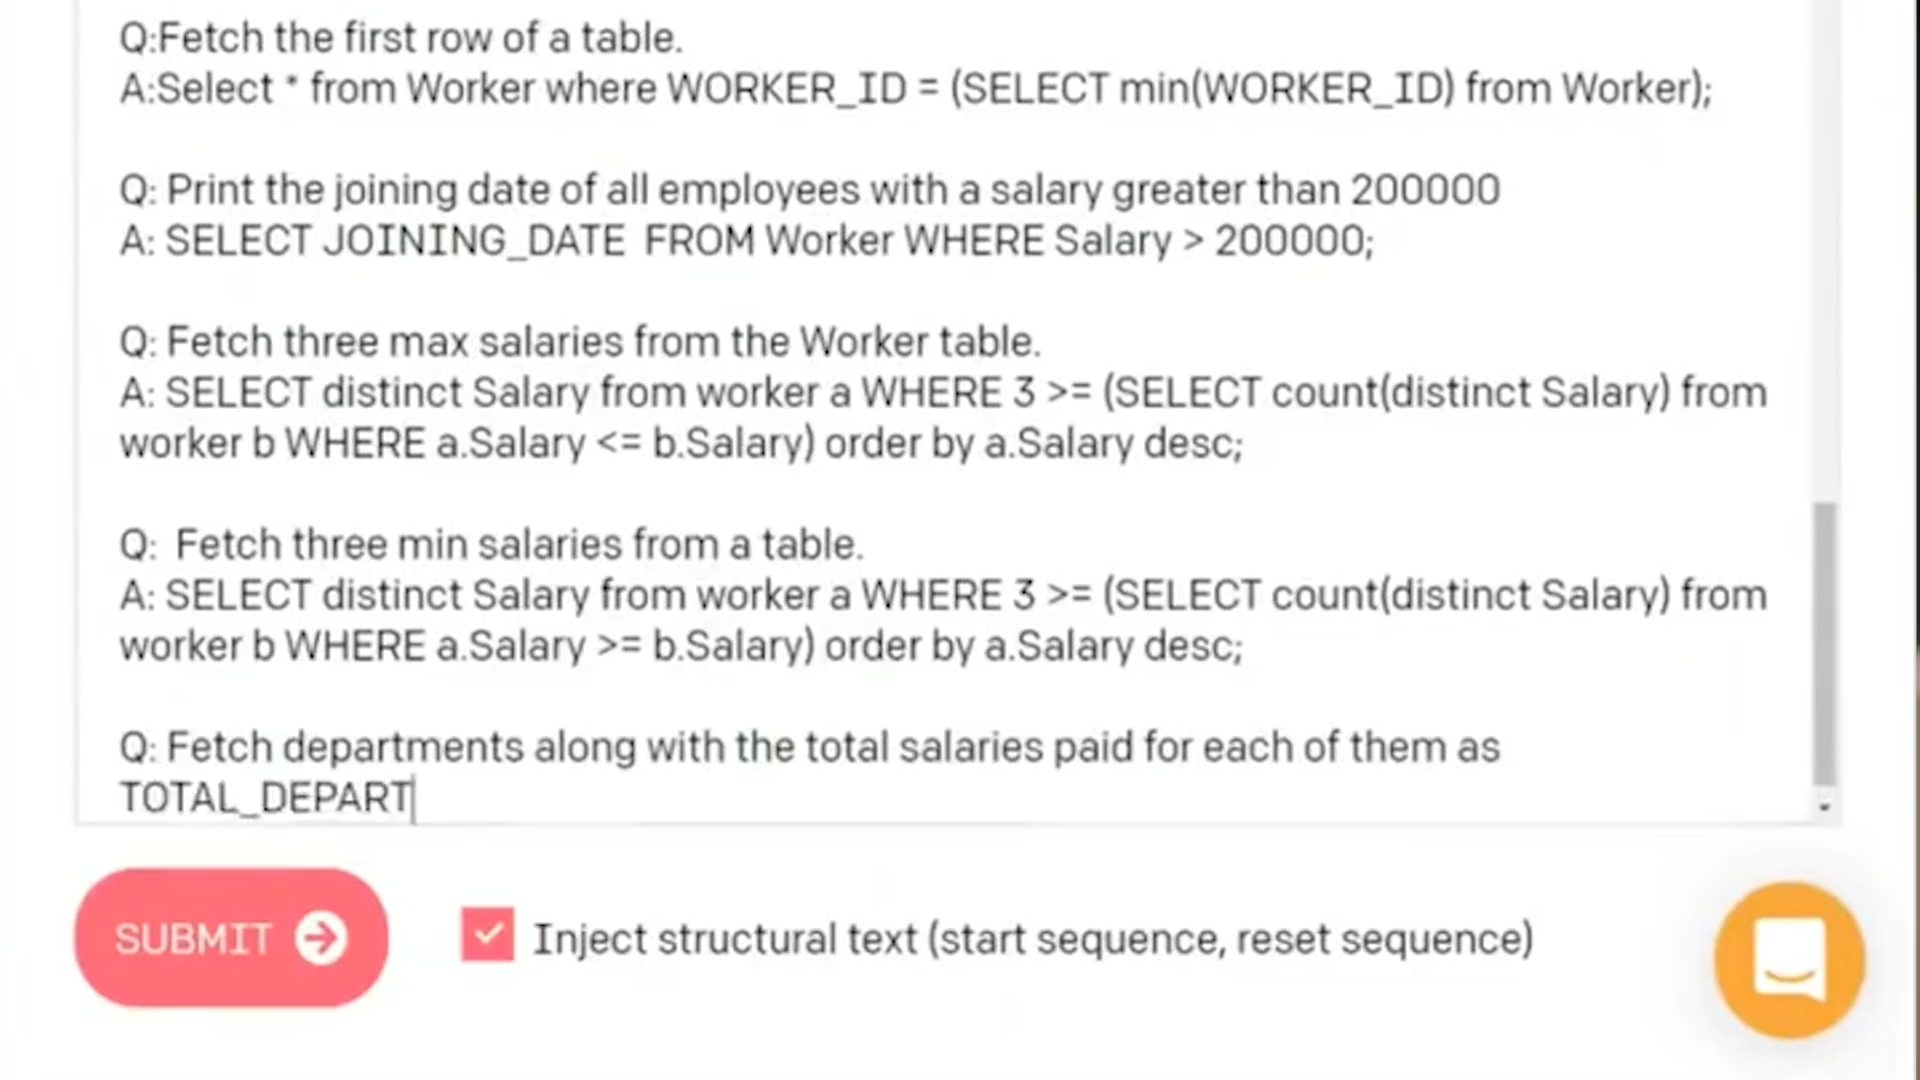 Q:Fetch the first row of a table.
A:Select * from Worker where WORKER_ID = (SELECT min(WORKER_ID) from Worker);
Q: Print the joining date of all employees with a salary greater than 200000
A: SELECT JOINING_DATE  FROM Worker WHERE Salary > 200000;
Q: Fetch three max salaries from the Worker table.
A: SELECT distinct Salary from worker a WHERE 3 >= (SELECT count(distinct Salary) from
worker b WHERE a.Salary <= b.Salary) order by a.Salary desc;
Q:  Fetch three min salaries from a table.
A: SELECT distinct Salary from worker a WHERE 3 >= (SELECT count(distinct Salary) from
worker b WHERE a.Salary >= b.Salary) order by a.Salary desc;
Q: Fetch departments along with the total salaries paid for each of them as
TOTAL_DEPART
SUBMIT
Inject structural text (start sequence, reset sequence)